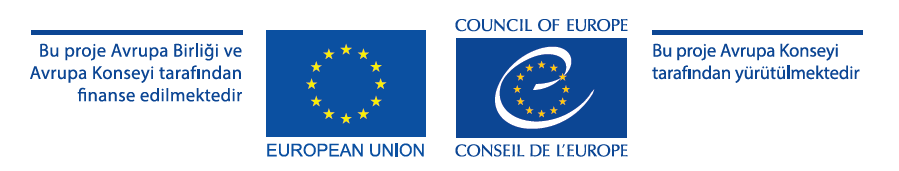 Bu proje Avrupa Birliği ve
Avrupa Konseyi tarafından
finanse edilmektedir
EUROPEAN UNION
COUNCIL OF EUROPE
CONSEIL DE L'EUROPE
Bu proje Avrupa Konseyi
tarafından yürütülmektedir